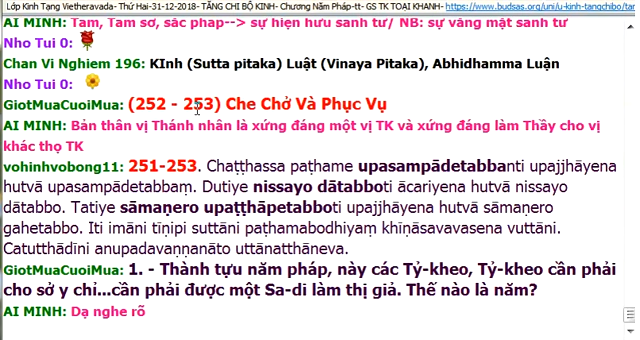 Lớp Kinh Tạng Vietheravada- Thứ Hai-31-12-2018- TĂNG CHI BỘ KINH- Chương Năm Pháp-tt- GS TK TOẠI KHANH- https://www.budsas.org/uni/u-kinh-tangchibo/tan
AI MINH: Tâm, Tâm sở, sắc pháp--> sự hiện hữu sanh tử/ NB: sự vắng mặt sanh tử
Nho Tui 0:
Chan Vi Nghiem 196: KInh (Sutta pitaka) Luật (Vinaya Pitaka), Abhidhamma Luận
Nho Tui 0:
GiotMuaCuoiMua: (252 - 253) Che Chở Và Phục Vụ
AI MINH: Bản thân vị Thánh nhân là xứng đáng một vị TK và xứng đáng làm Thầy cho vị
khác thọ TK
vohinhvobong11: 251-253. Chaṭṭhassa paṭhame upasampādetabbanti upajjhāyena
hutvā upasampādetabbaṃ. Dutiye nissayo dātabboti ācariyena hutvā nissayo
dātabbo. Tatiye sāmaṇero upaṭṭhāpetabboti upajjhāyena hutvā sāmaṇero
gahetabbo. Iti imāni tīṇipi suttāni paṭhamabodhiyaṃ khīṇāsavavasena vuttāni.
Catutthādīni anupadavaṇṇanāto uttānatthāneva.
GiotMuaCuoiMua: 1. - Thành tựu năm pháp, này các Tỷ-kheo, Tỷ-kheo cần phải
cho sở y chỉ...cần phải được một Sa-di làm thị giả. Thế nào là năm?
AI MINH: Dạ nghe rõ